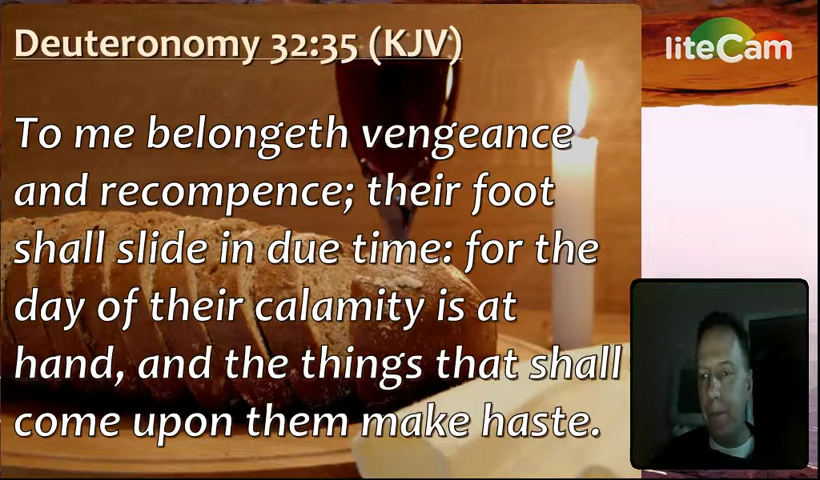 Deuteronomy 32:35 (KJV)
liteCam
To me belongeth vengeance
and recompence; their foot
shall slide in due time: for the
day of their calamity is at
hand, and the things that shall
come upon them make haste.